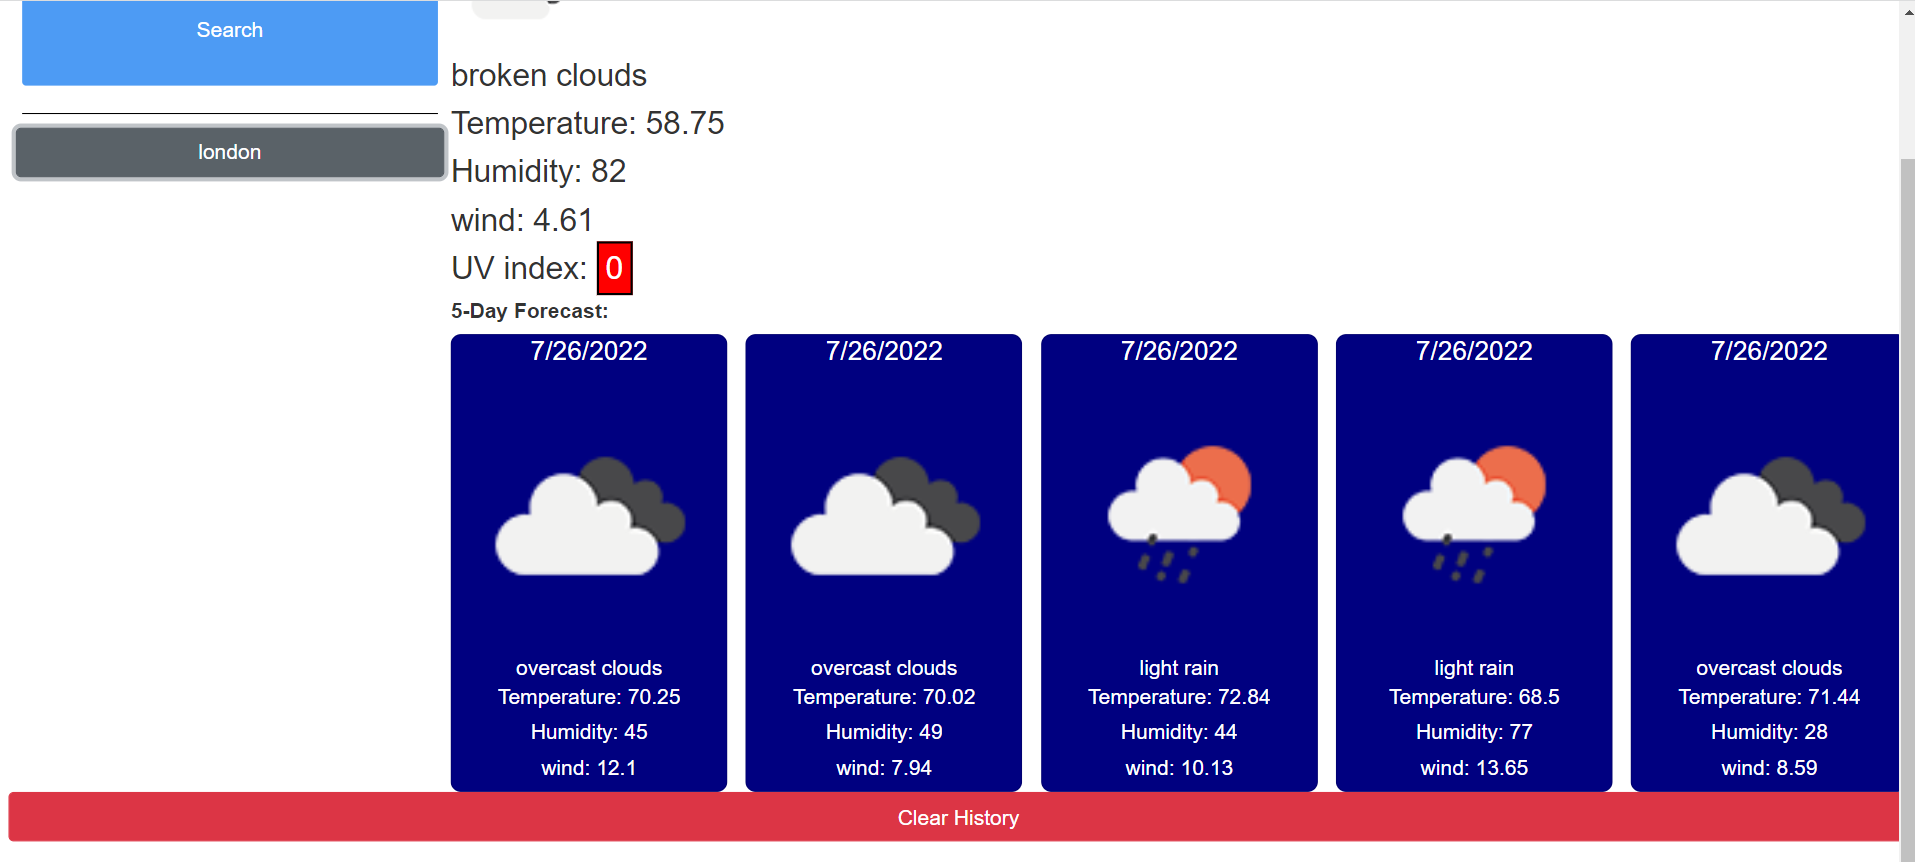 Search
london
broken clouds
Temperature: 58.75
Humidity: 82
wind: 4.61
UV index: 0
5-Day Forecast:
7/26/2022
overcast clouds
Temperature: 70.25
Humidity: 45
wind: 12.1
7/26/2022
overcast clouds
Temperature: 70.02
Humidity: 49
wind: 7.94
7/26/2022
light rain
Temperature: 72.84
Humidity: 44
wind: 10.13
7/26/2022
light rain
Temperature: 68.5
Humidity: 77
wind: 13.65
7/26/2022
overcast clouds
Temperature: 71.44
Humidity: 28
wind: 8.59
Clear History